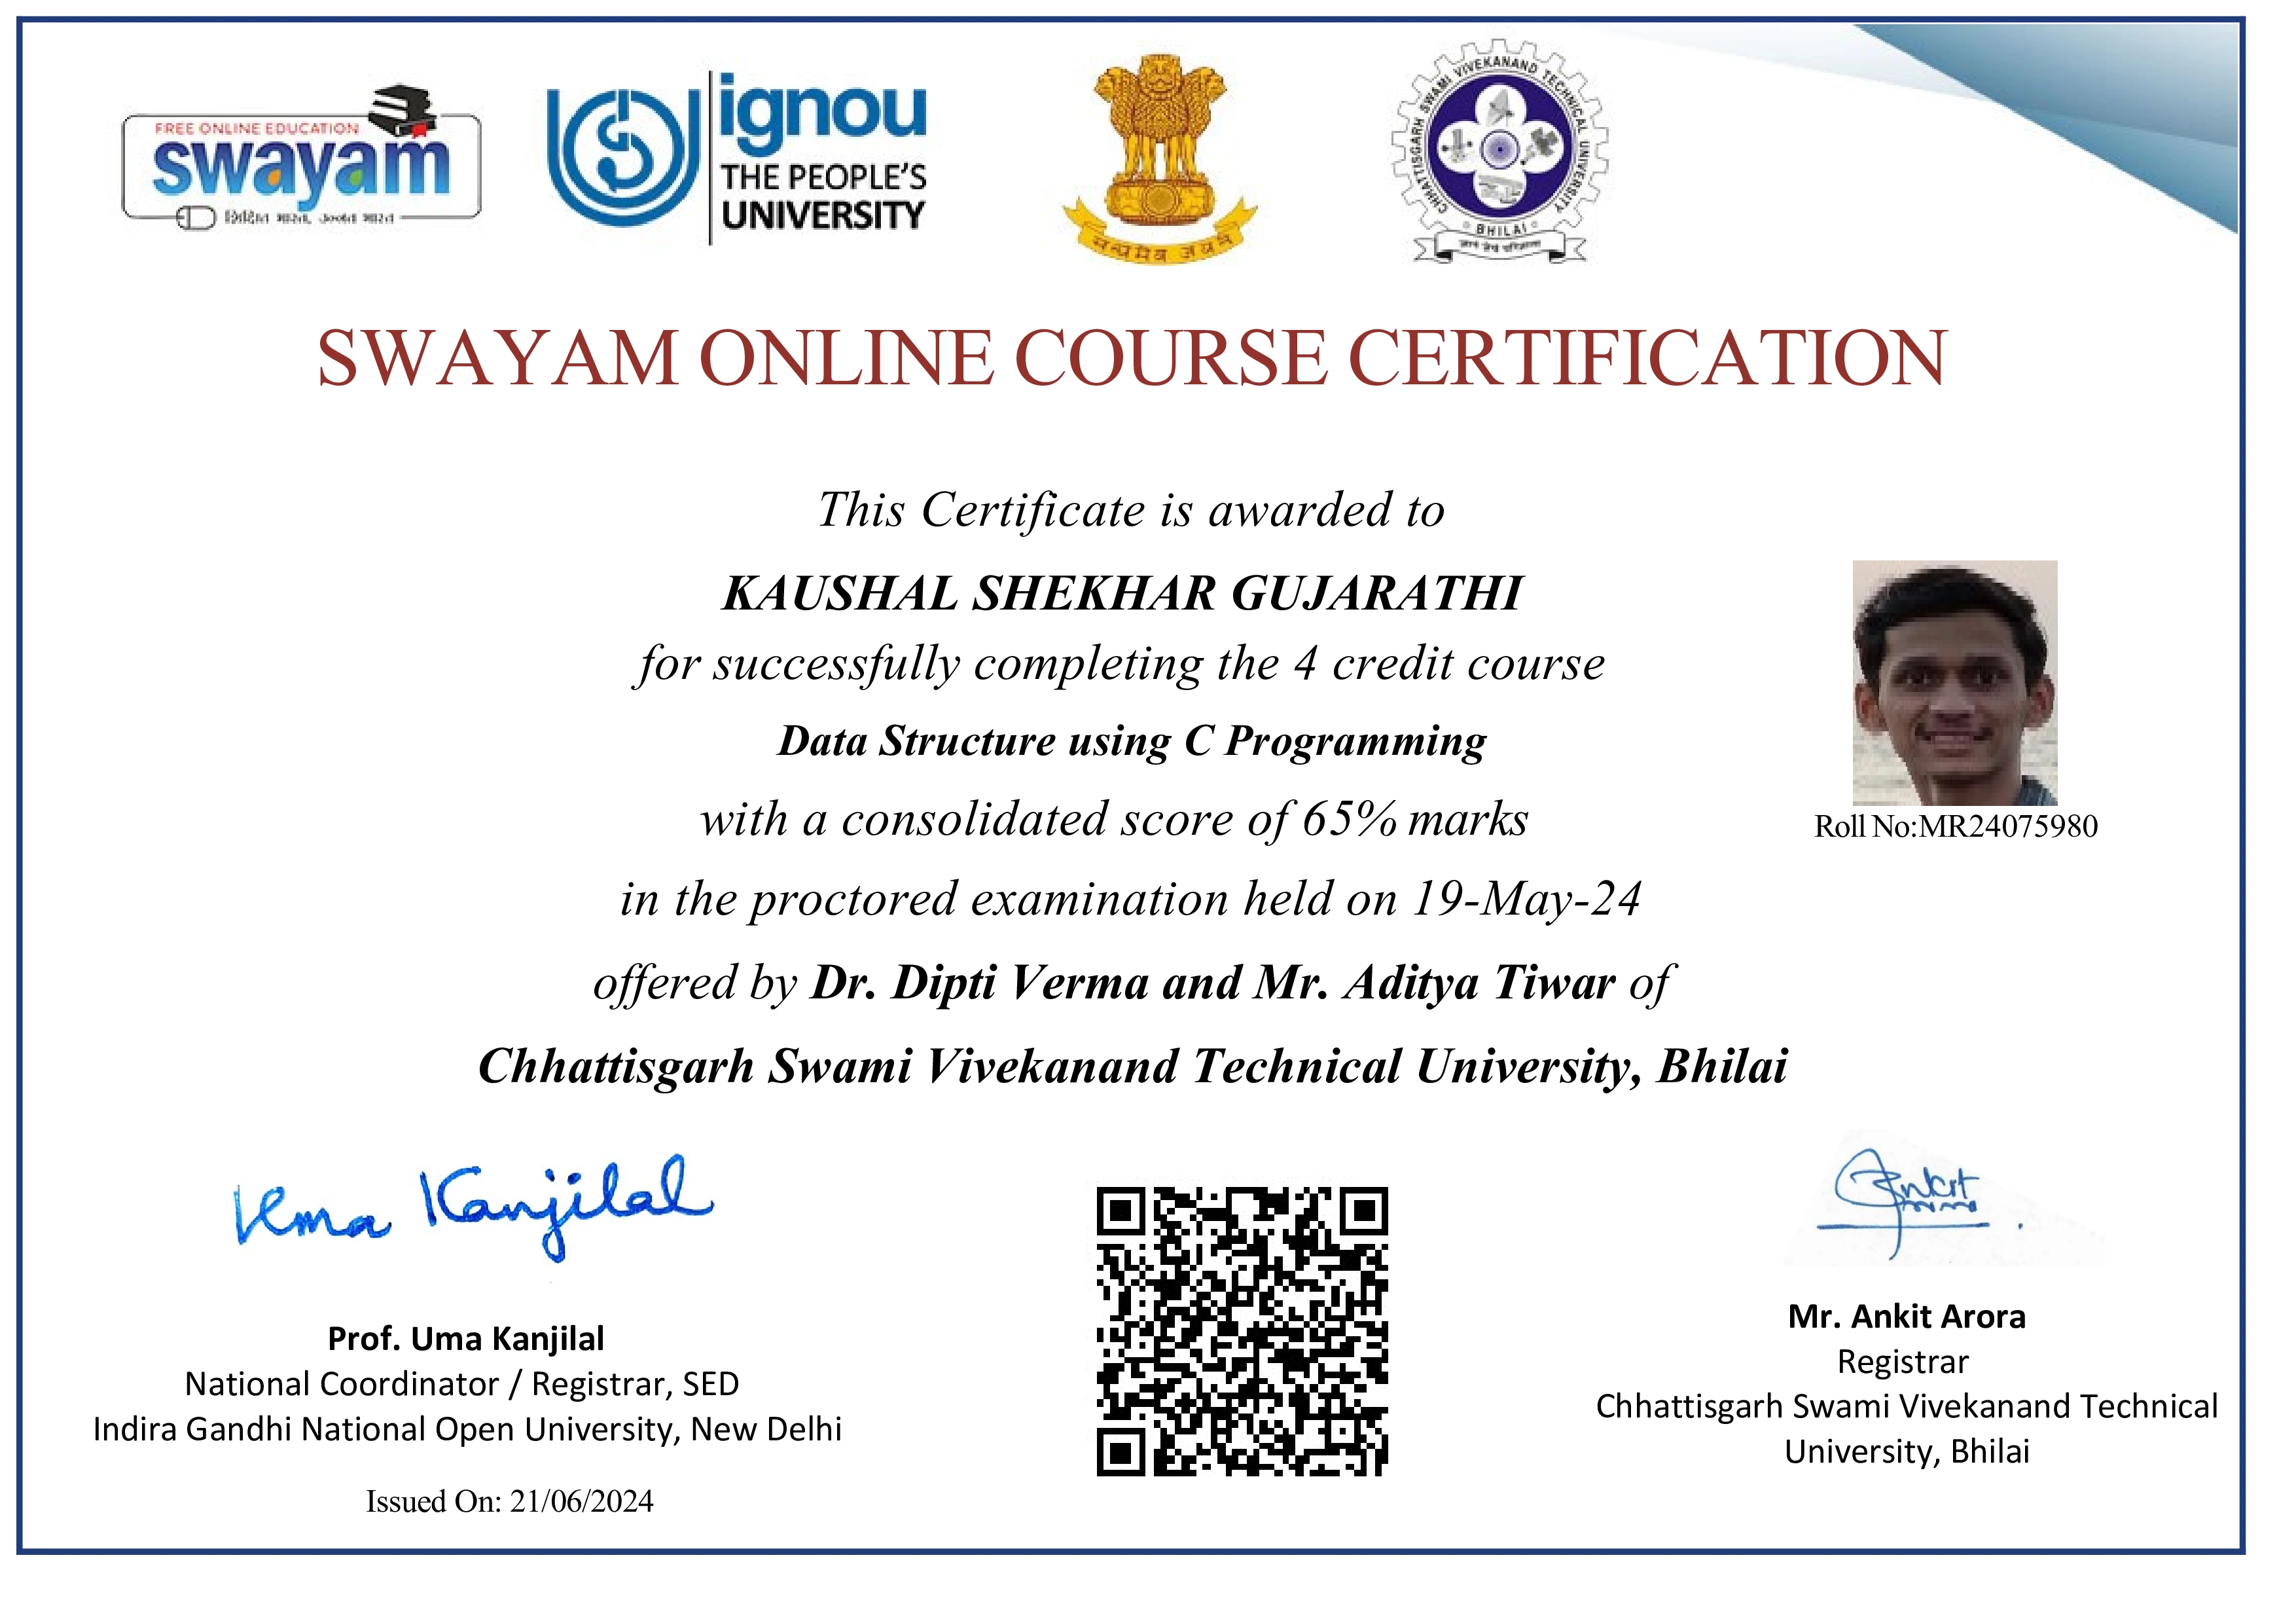 FREE ONLINE EDUCATION
swayam
शिक्षित भारत, उन्नत भारत
ignou
THE PEOPLE'S
UNIVERSITY
सत्यमेव जयते
CHHATTISGARH SWAMI VIVEKANAND TECHNICAL UNIVERSITY
BHILAI
SWAYAM ONLINE COURSE CERTIFICATION
This Certificate is awarded to
KAUSHAL SHEKHAR GUJARATHI
for successfully completing the 4 credit course
Data Structure using C Programming
with a consolidated score of 65% marks
Roll No:MR24075980
in the proctored examination held on 19-May-24
offered by Dr. Dipti Verma and Mr. Aditya Tiwar of
Chhattisgarh Swami Vivekanand Technical University, Bhilai
Uma Kanjilal
Ankit
Prof. Uma Kanjilal
National Coordinator / Registrar, SED
Indira Gandhi National Open University, New Delhi
Issued On: 21/06/2024
Mr. Ankit Arora
Registrar
Chhattisgarh Swami Vivekanand Technical
University, Bhilai